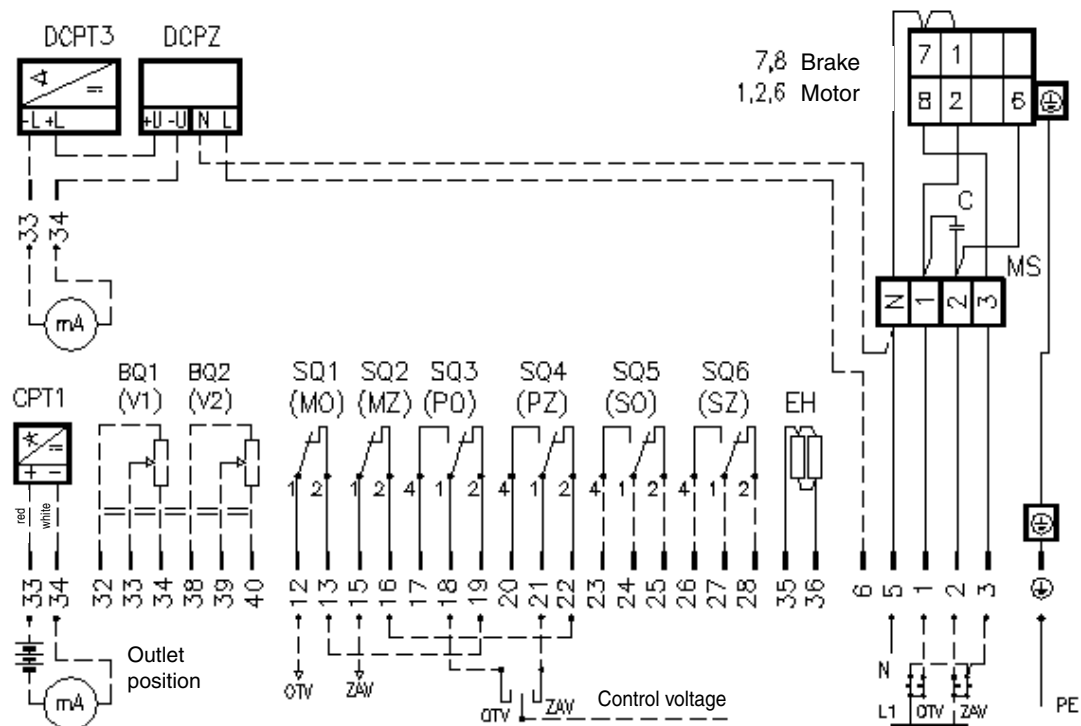 DCPT3 DCPZ
7,8 Brake
1,2,6 Motor
7 1
8 2 6
-L +L
+U -U N L
33 34
mA
C
MS
N 1 2 3
CPT1
+ -
red white
BQ1 (V1)
BQ2 (V2)
SQ1 (MO)
SQ2 (MZ)
SQ3 (PO)
SQ4 (PZ)
SQ5 (SO)
SQ6 (SZ)
EH
1 2 1 2 4 1 2 4 1 2 4 1 2 4 1 2
33 34 32 33 34 38 39 40 12 13 15 16 17 18 19 20 21 22 23 24 25 26 27 28 35 36 6 5 1 2 3
Outlet
position
mA
OTV ZAV
OTV ZAV
Control voltage
N
L1 OTV ZAV
PE